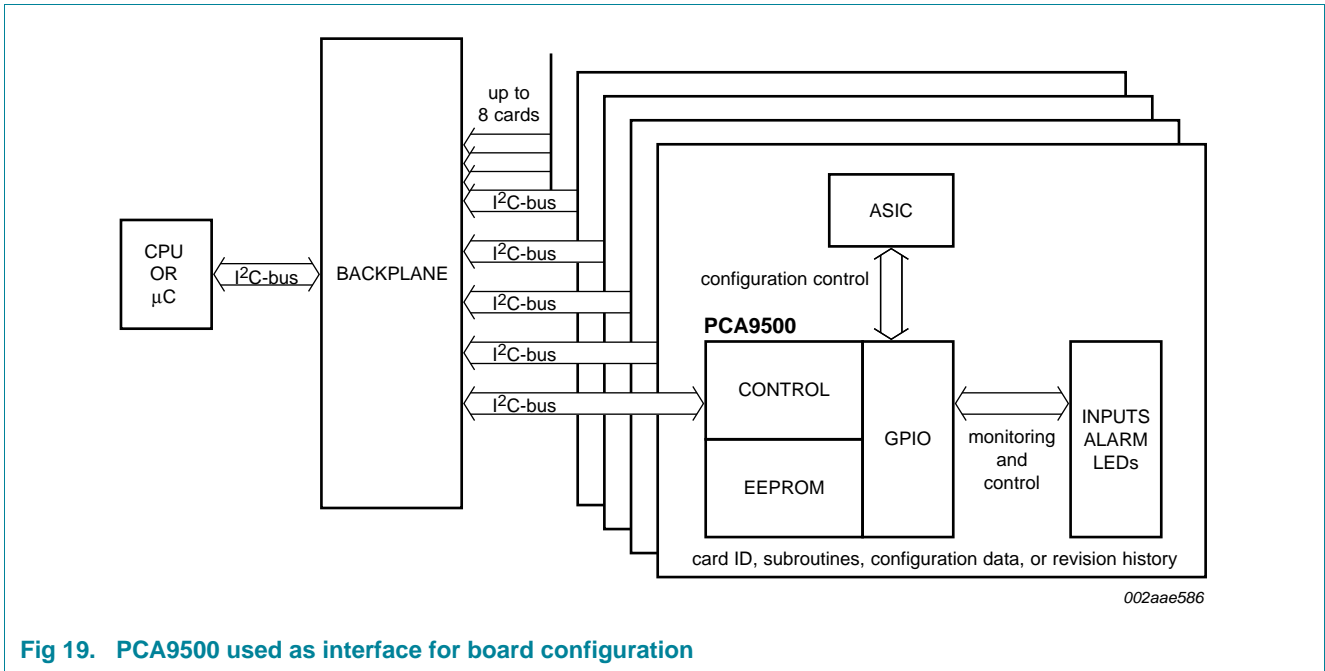 up to
8 cards
I2C-bus
ASIC
CPU
OR
μC
I2C-bus
BACKPLANE
I2C-bus
configuration control
I2C-bus
PCA9500
I2C-bus
I2C-bus
CONTROL
GPIO
EEPROM
monitoring
and
control
INPUTS
ALARM
LEDs
card ID, subroutines, configuration data, or revision history
002aae586
Fig 19. PCA9500 used as interface for board configuration